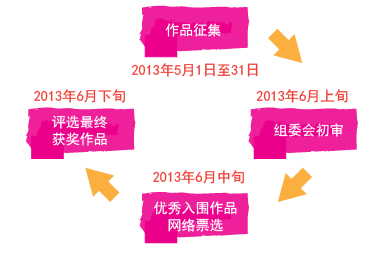 作品征集
2013年5月1日至31日
2013年6月上旬
组委会初审
2013年6月中旬
优秀入围作品
网络票选
2013年6月下旬
评选最终
获奖作品